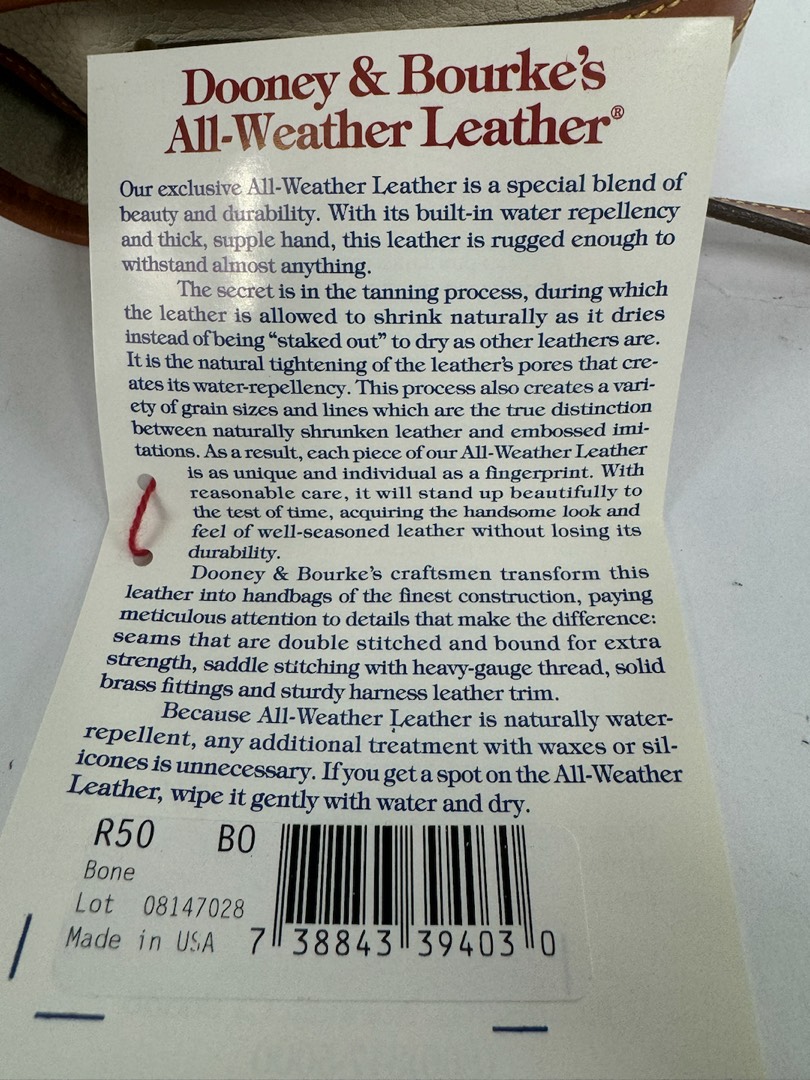 Dooney & Bourke's
All-Weather Leather®
Our exclusive All-Weather Leather is a special blend of
beauty and durability. With its built-in water repellency
and thick, supple hand, this leather is rugged enough to
withstand almost anything.
The secret is in the tanning process, during which
the leather is allowed to shrink naturally as it dries
instead of being “staked out” to dry as other leathers are.
It is the natural tightening of the leather's pores that cre-
ates its water-repellency. This process also creates a vari-
ety of grain sizes and lines which are the true distinction
between naturally shrunken leather and embossed imi-
tations. As a result, each piece of our All-Weather Leather
is as unique and individual as a fingerprint. With
reasonable care, it will stand up beautifully to
the test of time, acquiring the handsome look and
feel of well-seasoned leather without losing its
durability.
Dooney & Bourke's craftsmen transform this
leather into handbags of the finest construction, paying
meticulous attention to details that make the difference:
seams that are double stitched and bound for extra
strength, saddle stitching with heavy-gauge thread, solid
brass fittings and sturdy harness leather trim.
Because All-Weather Leather is naturally water-
repellent, any additional treatment with waxes or sil-
icones is unnecessary. If you get a spot on the All-Weather
Leather, wipe it gently with water and dry.
R50 BO
Bone
Lot 08147028
Made in USA
7 38843 39403 0